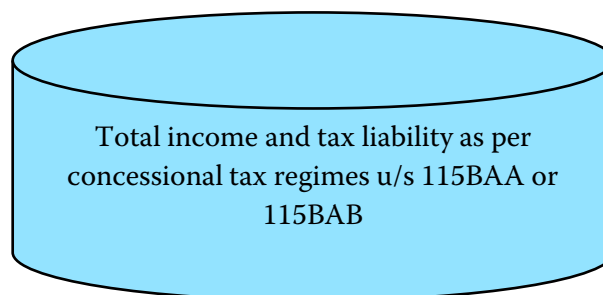 Total income and tax liability as per
concessional tax regimes u/s 115BAA or
115BAB